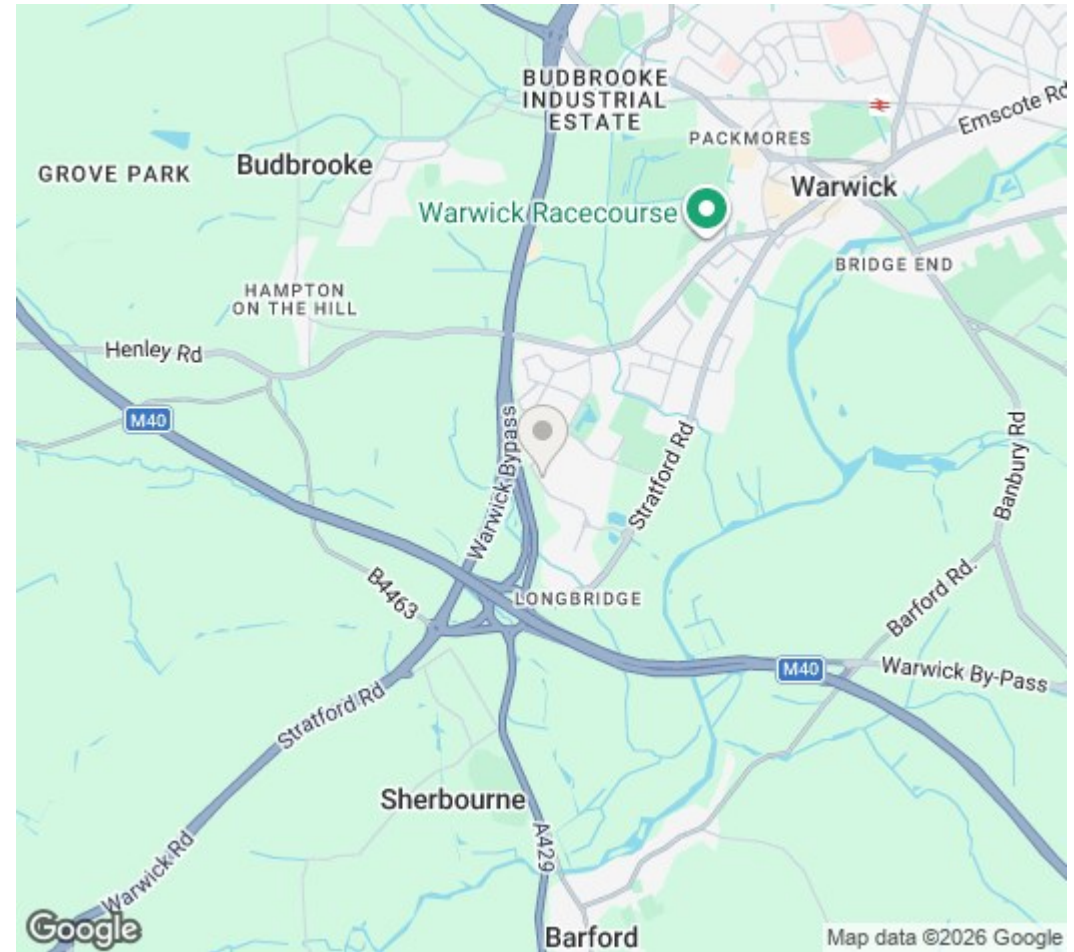 BUDBROOKE
INDUSTRIAL
ESTATE
Emscote Rd
PACKMORES
GROVE PARK
Budbrooke
Warwick
Warwick Racecourse
BRIDGE END
HAMPTON
ON THE HILL
Henley Rd
M40
Warwick Bypass
Stratford Rd
Banbury Rd
B4463
LONGBRIDGE
Barford Rd.
M40
Warwick By-Pass
Stratford Rd
Sherbourne
A429
Warwick Rd
Barford
Google
Map data ©2026 Google